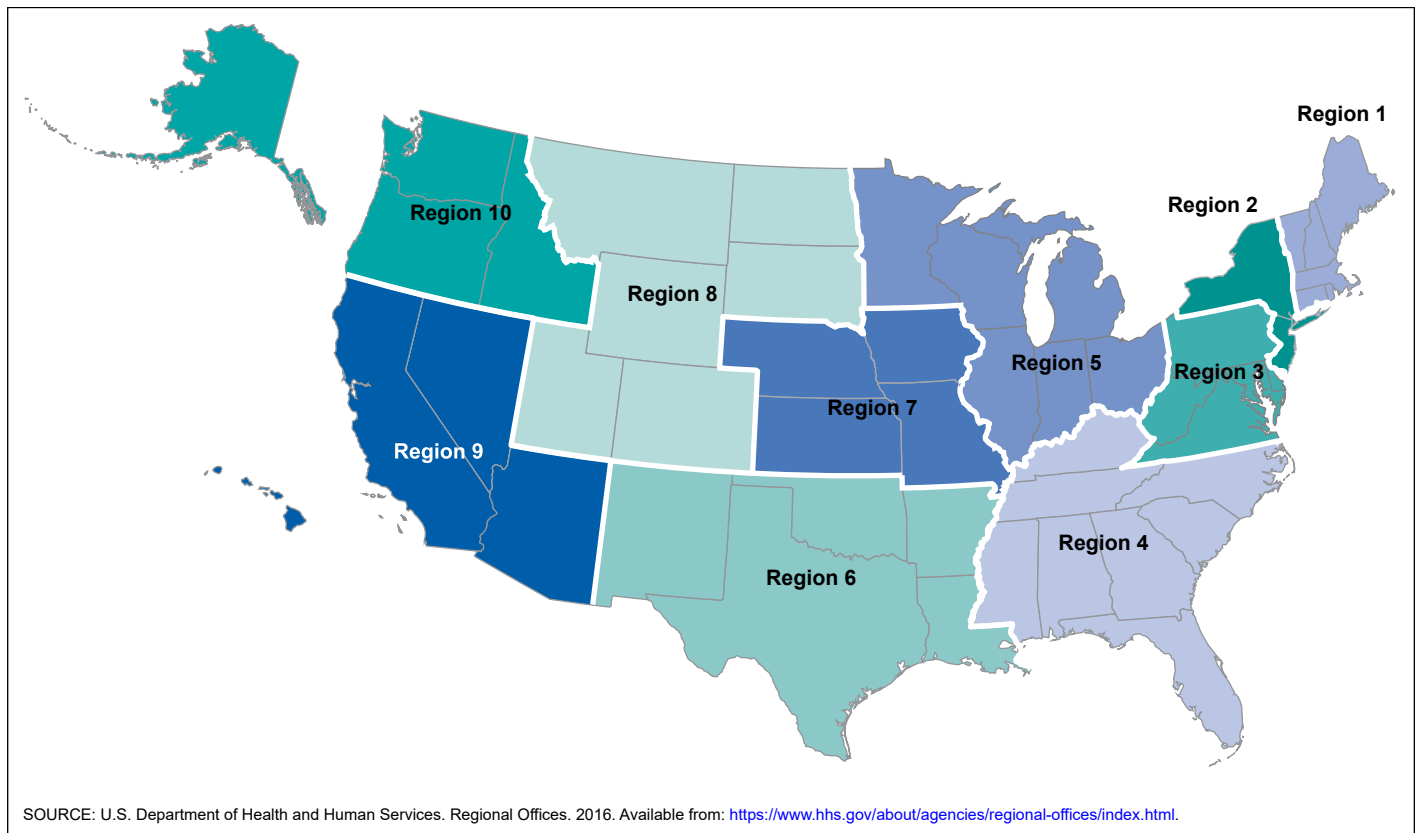 Region 1
Region 2
Region 10
Region 8
Region 5
Region 3
Region 7
Region 9
Region 4
Region 6
SOURCE: U.S. Department of Health and Human Services. Regional Offices. 2016. Available from: https://www.hhs.gov/about/agencies/regional-offices/index.html.